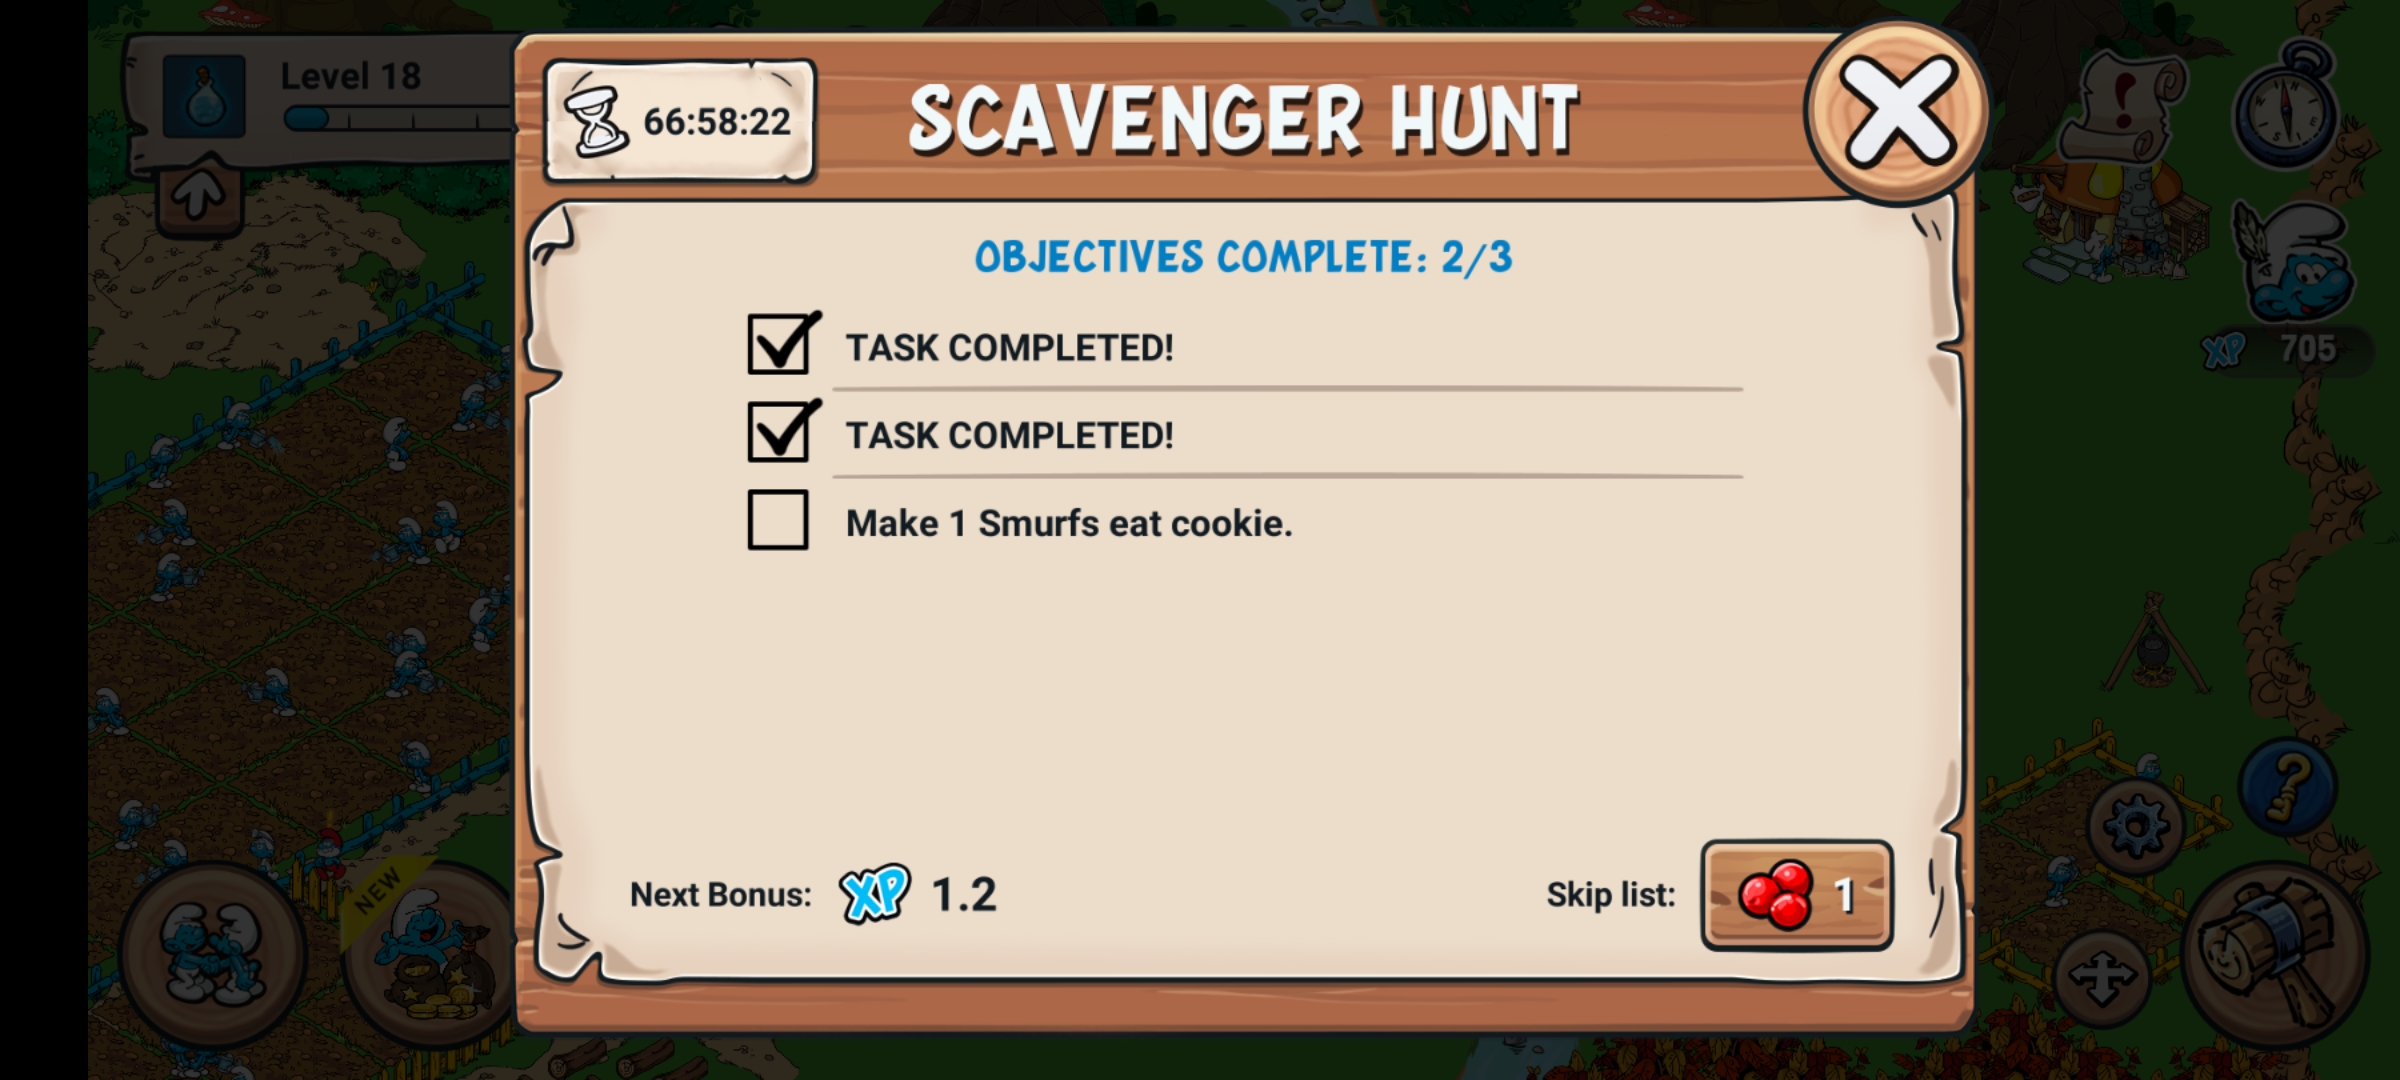 Level 18
66:58:22
SCAVENGER HUNT
OBJECTIVES COMPLETE: 2/3
TASK COMPLETED!
TASK COMPLETED!
Make 1 Smurfs eat cookie.
XP 705
NEW
Next Bonus: XP 1.2
Skip list: 1